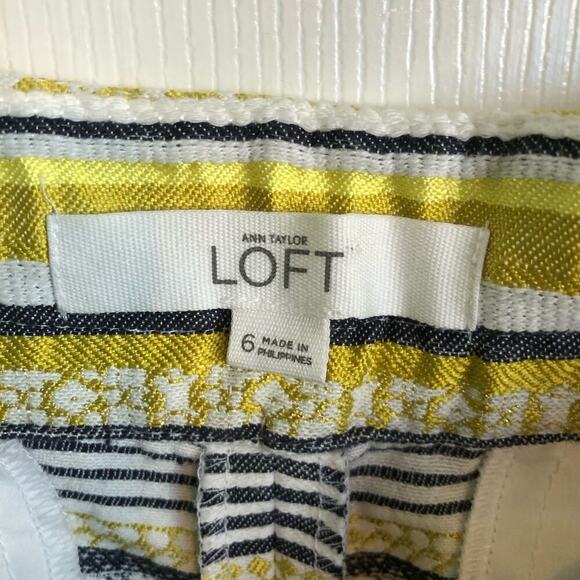 ANN TAYLOR
LOFT
6 MADE IN
PHILIPPINES